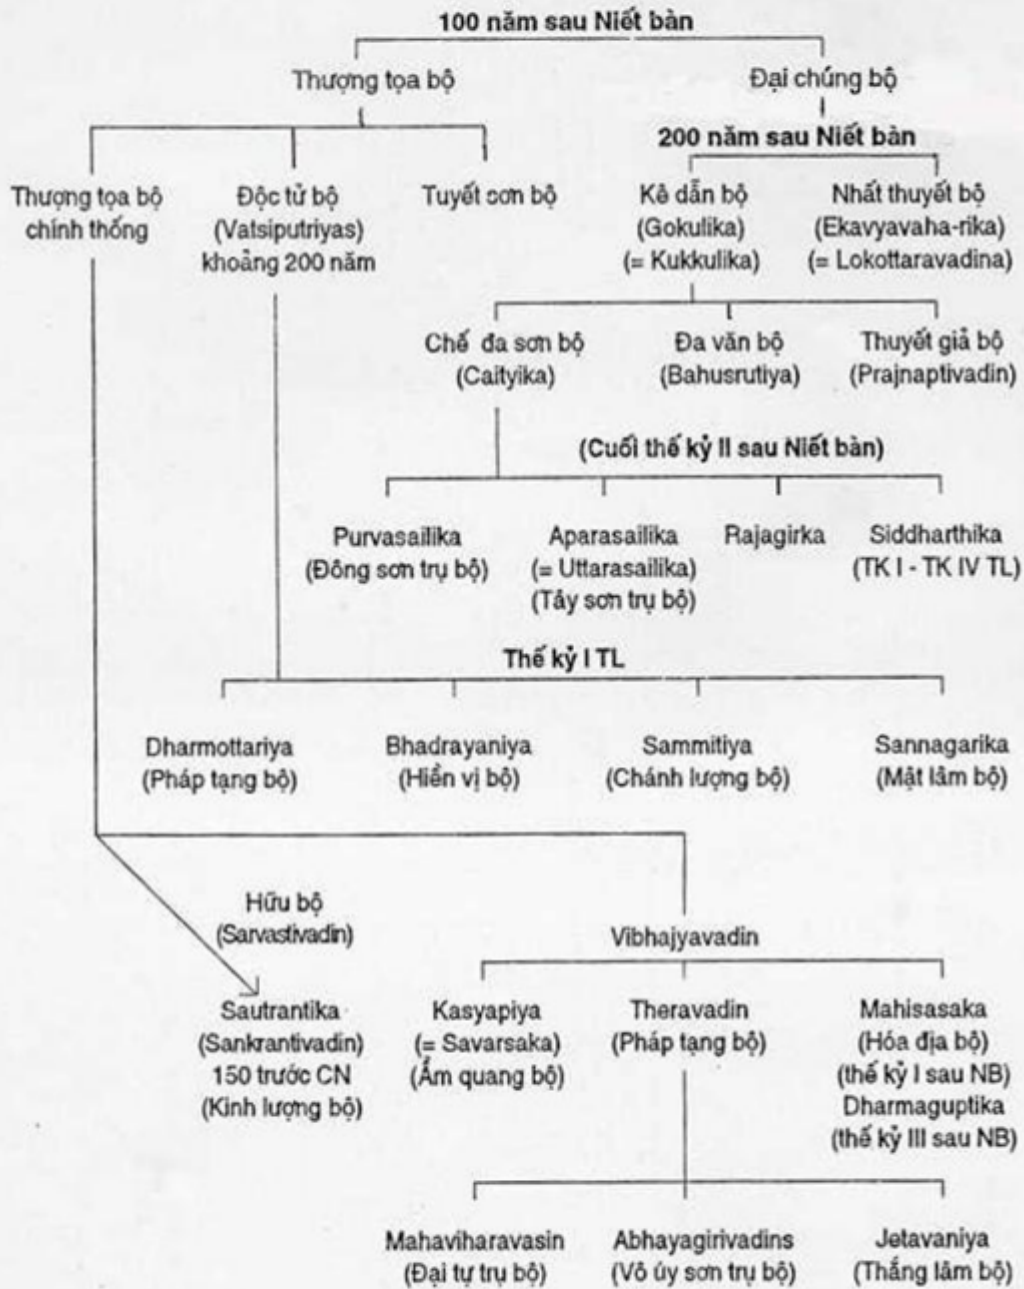 100 năm sau Niết bàn
Thượng tọa bộ
Đại chúng bộ
200 năm sau Niết bàn
Thượng tọa bộ
chính thống
Độc tử bộ
(Vatsiputriyas)
khoảng 200 năm
Tuyết sơn bộ
Kê dẫn bộ
(Gokulika)
(= Kukkulika)
Nhất thuyết bộ
(Ekavyavaha-rika)
(= Lokottaravadina)
Chế đa sơn bộ
(Caityika)
Đa văn bộ
(Bahusrutiya)
Thuyết giả bộ
(Prajnaptivadin)
(Cuối thế kỷ II sau Niết bàn)
Purvasailika
(Đông sơn trụ bộ)
Aparasailika
(= Uttarasailika)
(Tây sơn trụ bộ)
Rajagirka
Siddharthika
(TK I - TK IV TL)
Thế kỷ I TL
Dharmottariya
(Pháp tạng bộ)
Bhadrayaniya
(Hiền vị bộ)
Sammitiya
(Chánh lượng bộ)
Sannagarika
(Mật lâm bộ)
Hữu bộ
(Sarvastivadin)
Vibhajyavadin
Sautrantika
(Sankrantivadin)
150 trước CN
(Kinh lượng bộ)
Kasyapiya
(= Savarsaka)
(Ẩm quang bộ)
Theravadin
(Pháp tạng bộ)
Mahisasaka
(Hóa địa bộ)
(thế kỷ I sau NB)
Dharmaguptika
(thế kỷ III sau NB)
Mahaviharavasin
(Đại tự trụ bộ)
Abhayagirivadins
(Vô úy sơn trụ bộ)
Jetavaniya
(Thắng lâm bộ)